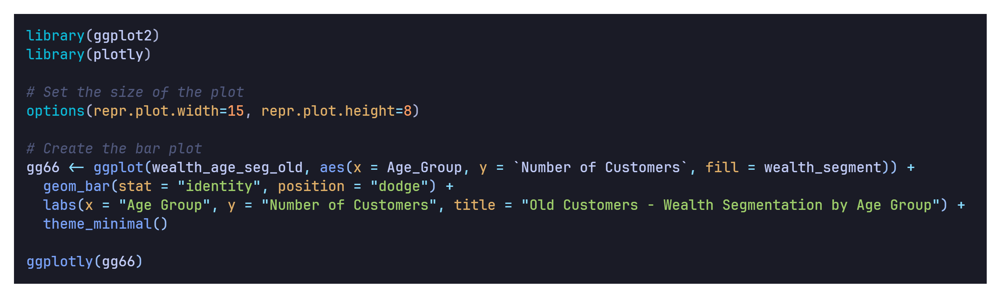 library(ggplot2)
library(plotly)

# Set the size of the plot
options(repr.plot.width=15, repr.plot.height=8)

# Create the bar plot
gg66 <- ggplot(wealth_age_seg_old, aes(x = Age_Group, y = `Number of Customers`, fill = wealth_segment)) +
  geom_bar(stat = "identity", position = "dodge") +
  labs(x = "Age Group", y = "Number of Customers", title = "Old Customers - Wealth Segmentation by Age Group") +
  theme_minimal()

ggplotly(gg66)